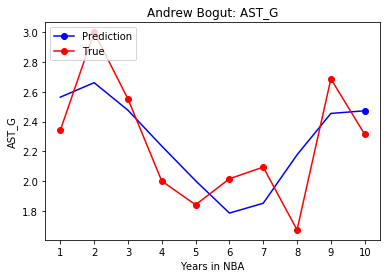 Andrew Bogut: AST_G
Prediction
True
3.0
2.8
2.6
2.4
2.2
2.0
1.8
AST_G
1 2 3 4 5 6 7 8 9 10
Years in NBA